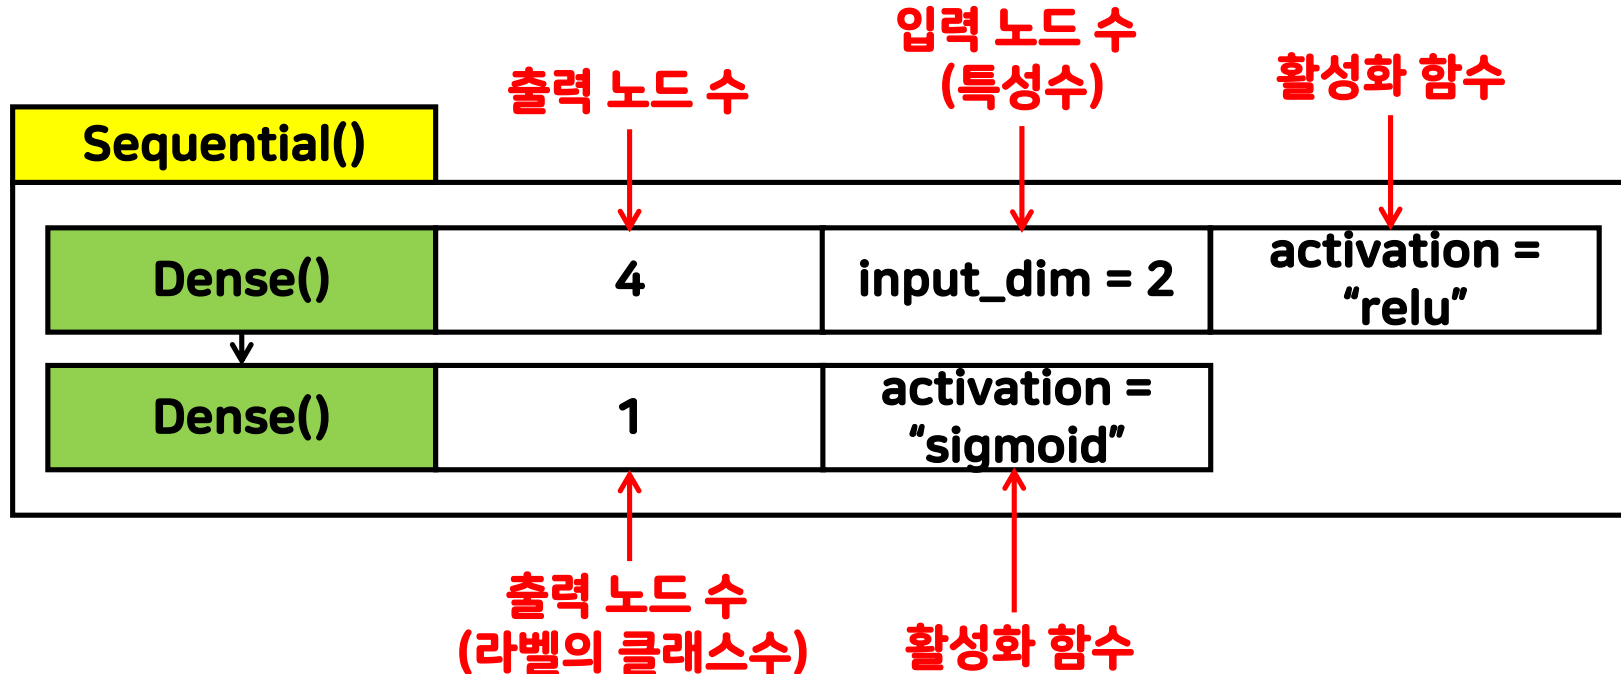 입력 노드 수
(특성수)
출력 노드 수
활성화 함수
Sequential()
Dense()
4
input_dim = 2
activation =
“relu”
Dense()
1
activation =
“sigmoid”
출력 노드 수
(라벨의 클래스수)
활성화 함수